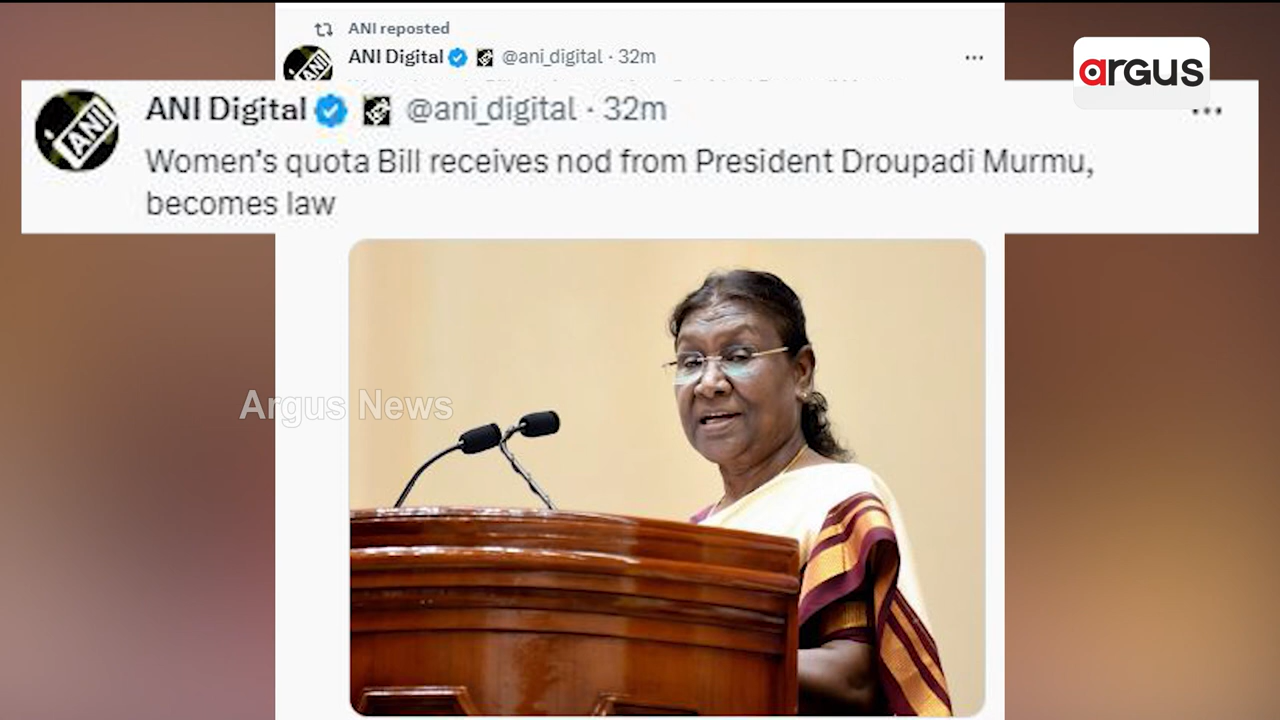 ANI reposted
ANI Digital @ani_digital · 32m
argus
ANI
ANI Digital @ani_digital · 32m
Women's quota Bill receives nod from President Droupadi Murmu,
becomes law
Argus News